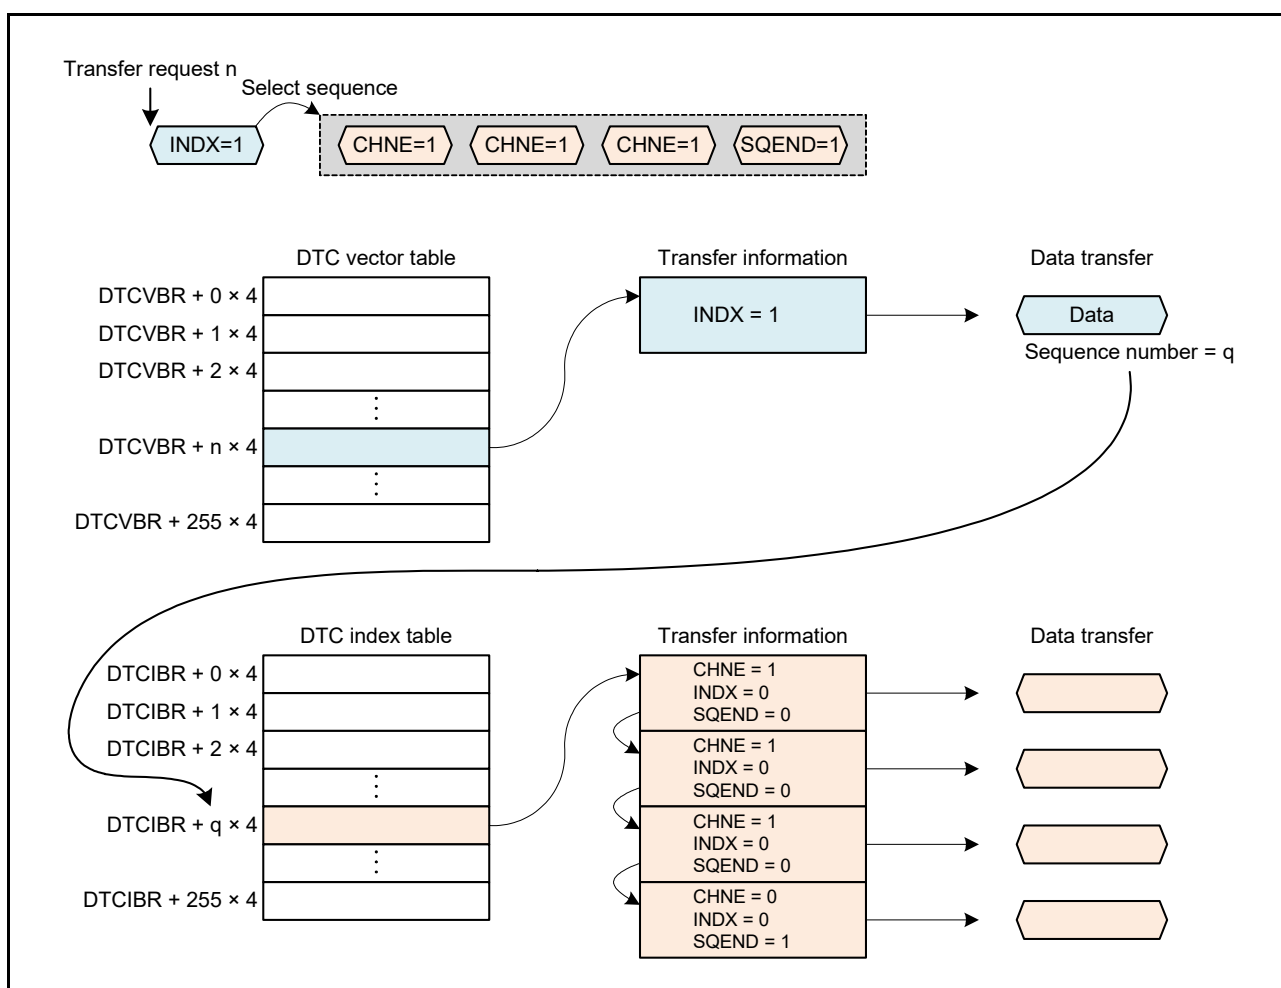 Transfer request n
Select sequence
INDX=1
CHNE=1
CHNE=1
CHNE=1
SQEND=1
DTC vector table
Transfer information
Data transfer
DTCVBR + 0 × 4
DTCVBR + 1 × 4
DTCVBR + 2 × 4
⋮
DTCVBR + n × 4
⋮
DTCVBR + 255 × 4
INDX = 1
Data
Sequence number = q
DTC index table
Transfer information
Data transfer
DTCIBR + 0 × 4
DTCIBR + 1 × 4
DTCIBR + 2 × 4
⋮
DTCIBR + q × 4
⋮
DTCIBR + 255 × 4
CHNE = 1
INDX = 0
SQEND = 0
CHNE = 1
INDX = 0
SQEND = 0
CHNE = 1
INDX = 0
SQEND = 0
CHNE = 0
INDX = 0
SQEND = 1